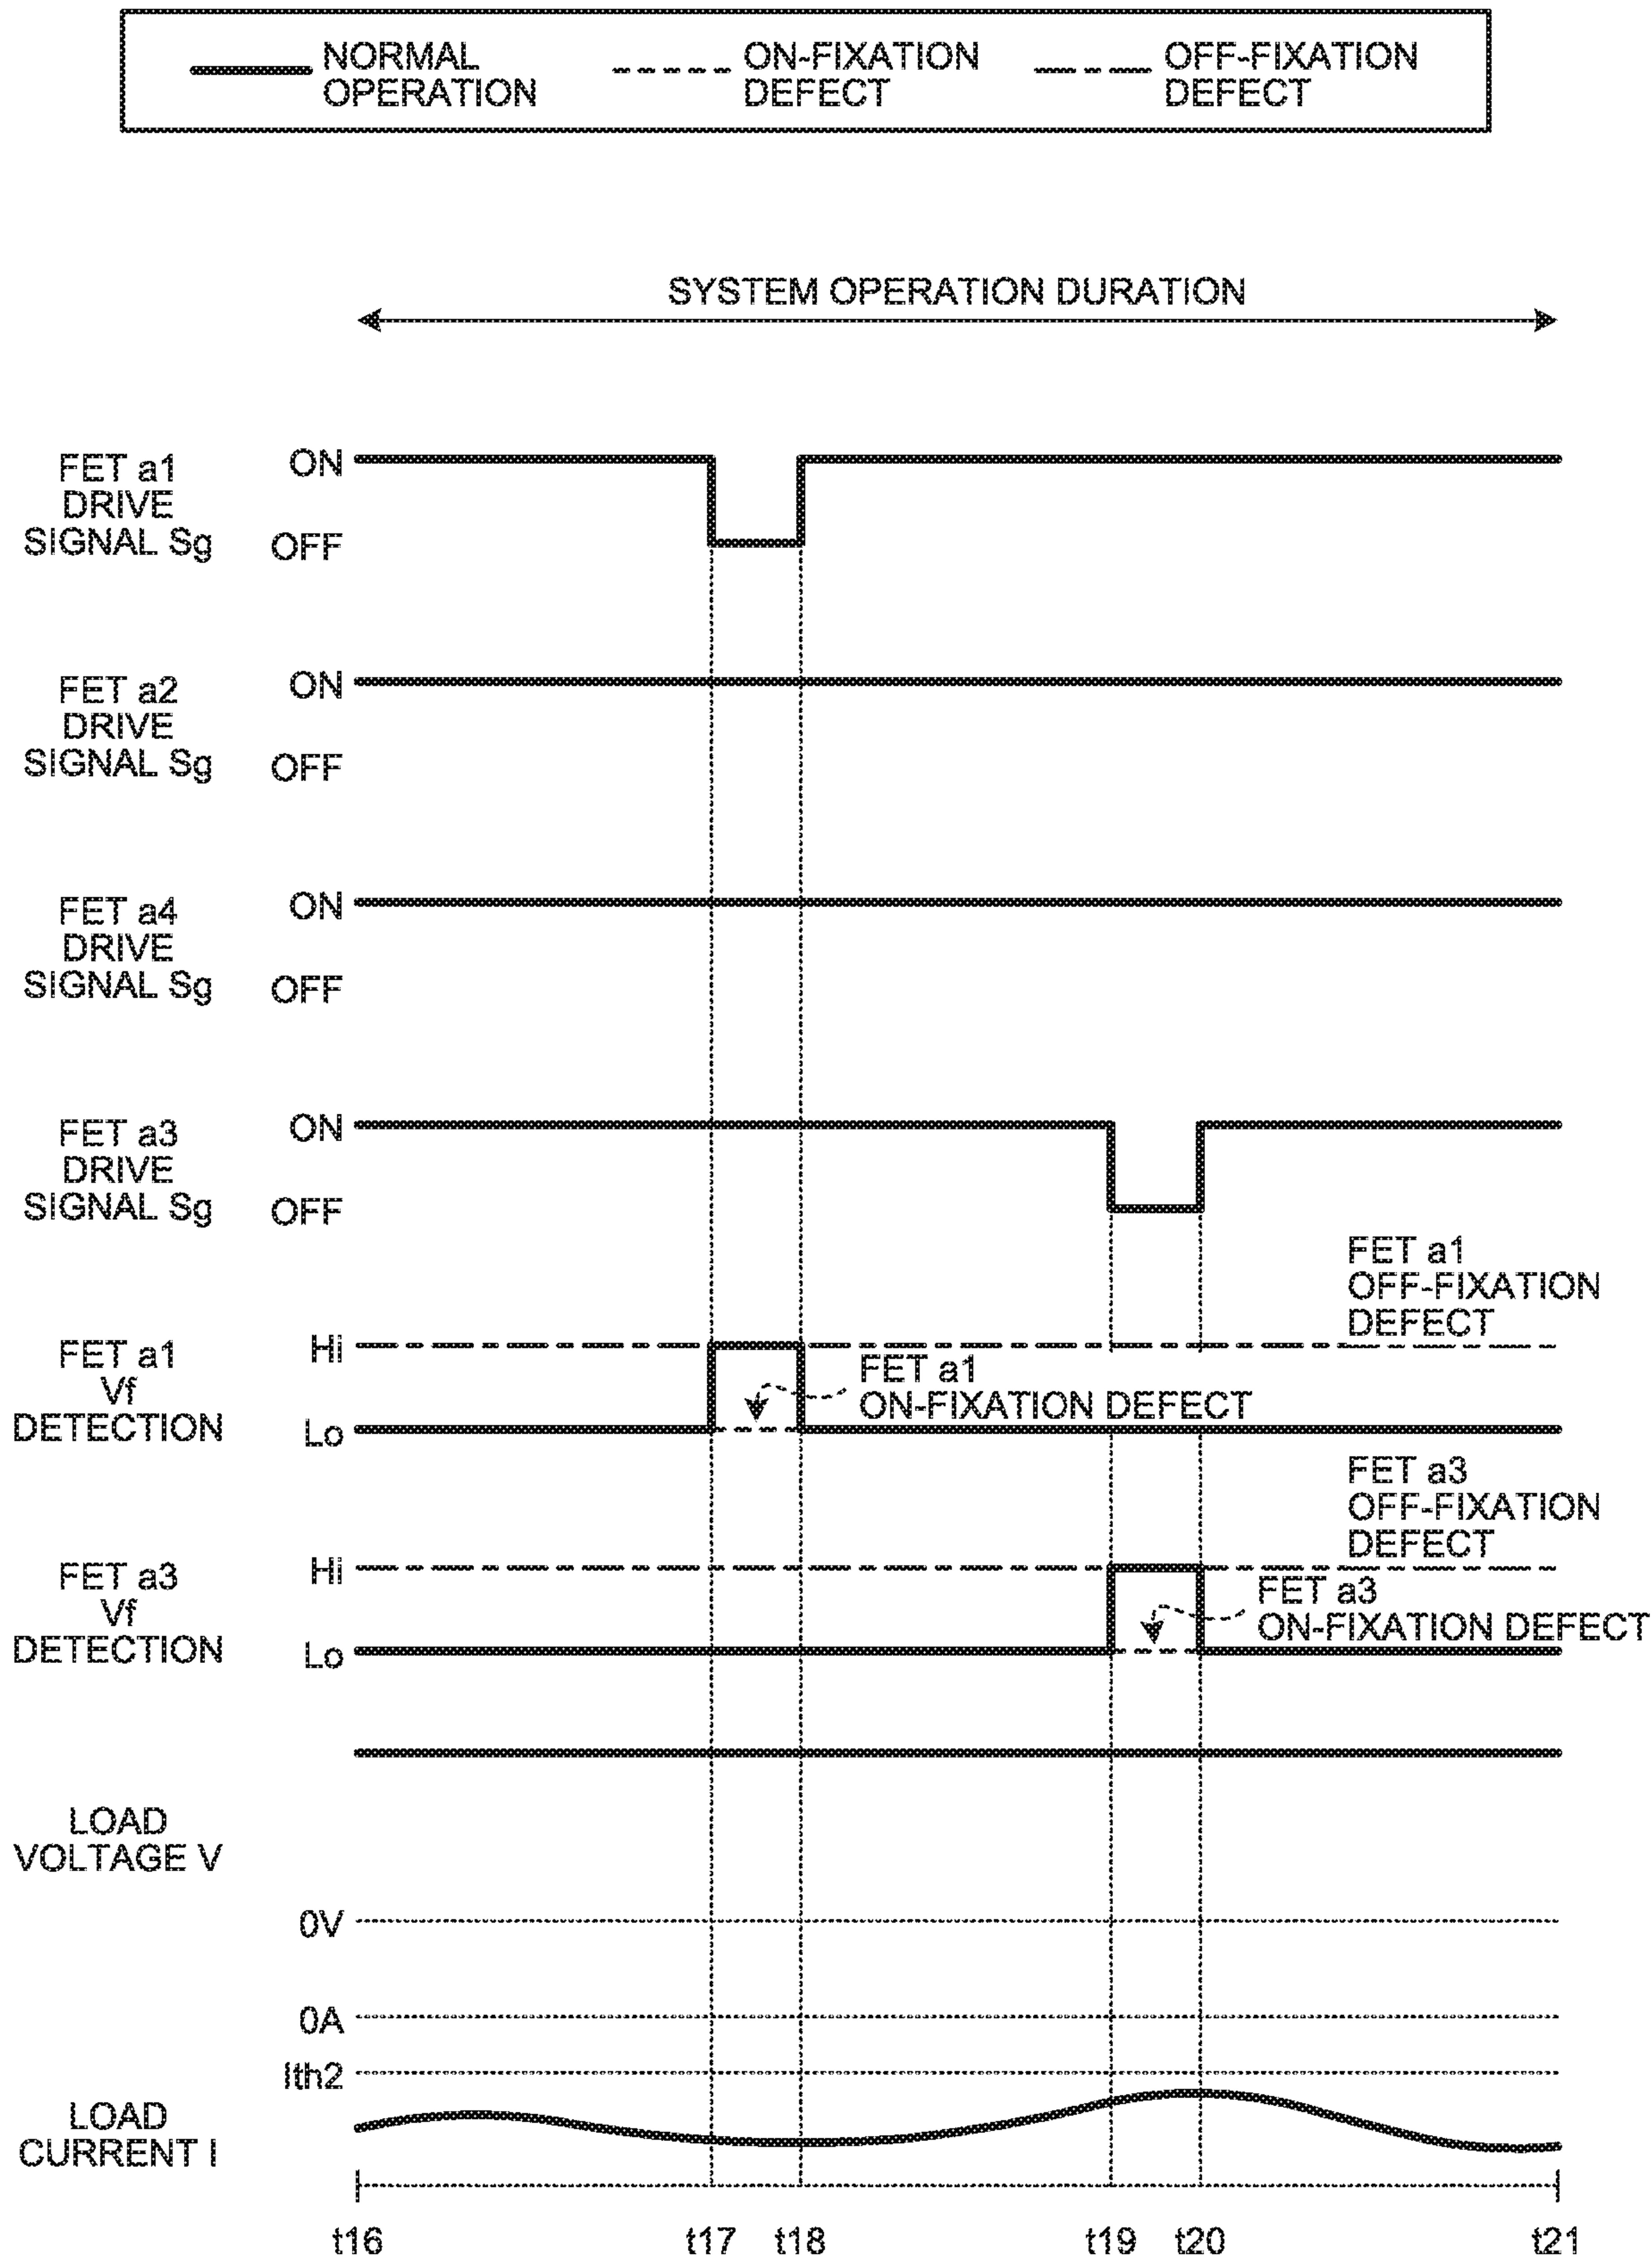 NORMAL
OPERATION
ON-FIXATION
DEFECT
OFF-FIXATION
DEFECT
SYSTEM OPERATION DURATION
FET a1
DRIVE
SIGNAL Sg
ON
OFF
FET a2
DRIVE
SIGNAL Sg
ON
OFF
FET a4
DRIVE
SIGNAL Sg
ON
OFF
FET a3
DRIVE
SIGNAL Sg
ON
OFF
FET a1
OFF-FIXATION
DEFECT
FET a1
Vf
DETECTION
Hi
Lo
FET a1
ON-FIXATION DEFECT
FET a3
OFF-FIXATION
DEFECT
FET a3
Vf
DETECTION
Hi
Lo
FET a3
ON-FIXATION DEFECT
LOAD
VOLTAGE V
0V
0A
Ith2
LOAD
CURRENT I
t16 t17 t18 t19 t20 t21